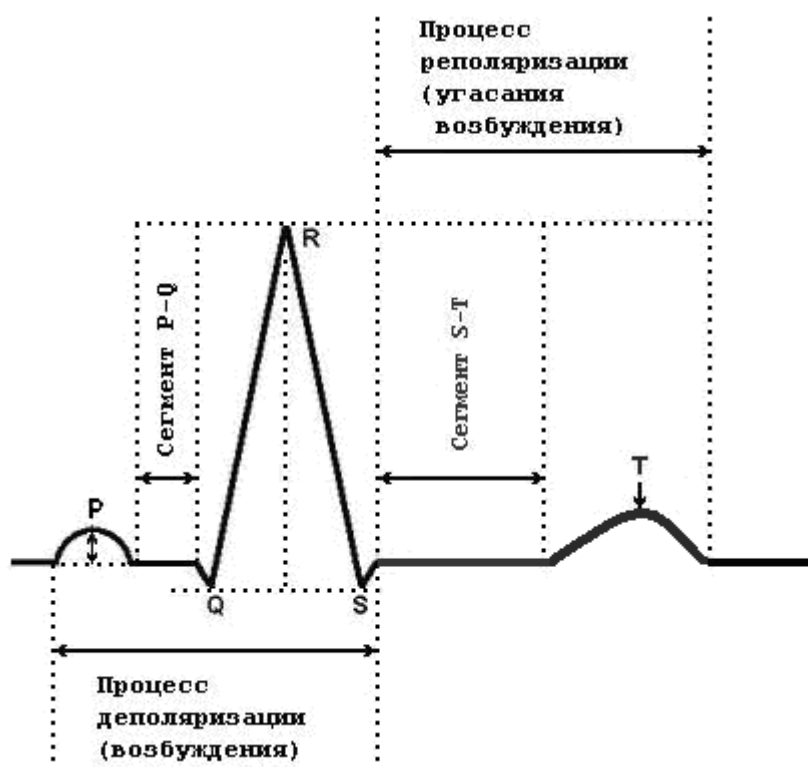 Процесс
реполяризации
(угасания
возбуждения)
R
Сегмент P-Q
Сегмент S-T
T
P
Q
S
Процесс
деполяризации
(возбуждения)